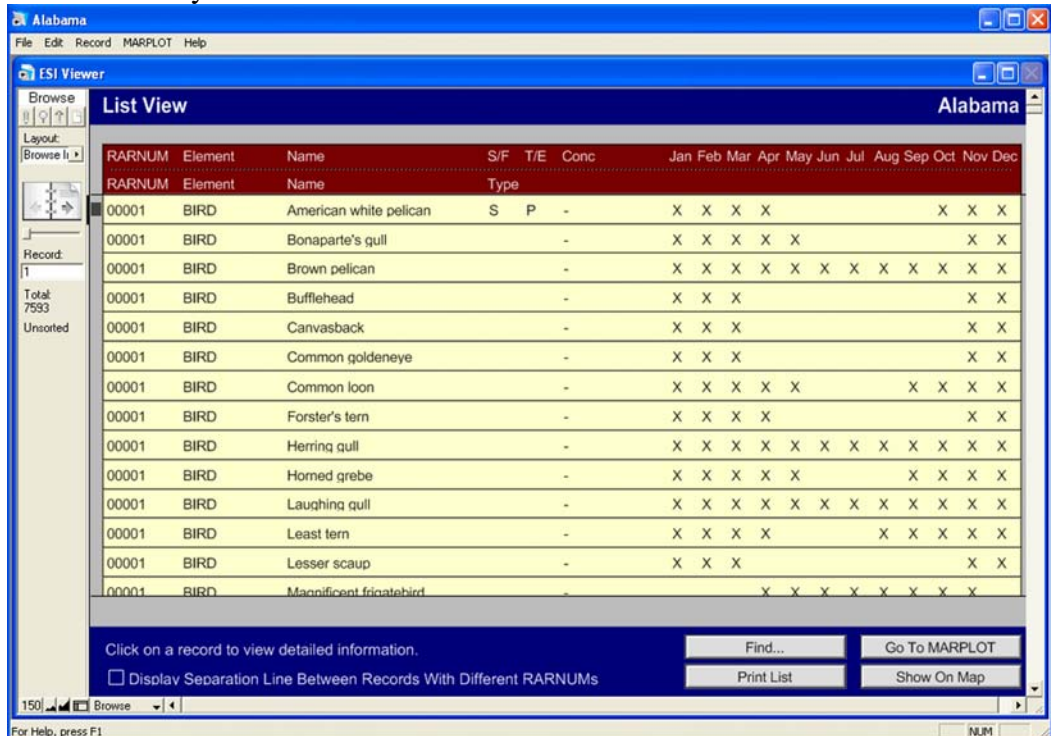 Alabama
File Edit Record MARPLOT Help
ESI Viewer
Browse
Layout:
Record:
1
Total:
7593
Unsorted
List View Alabama
RARNUM Element Name S/F T/E Conc Jan Feb Mar Apr May Jun Jul Aug Sep Oct Nov Dec
RARNUM Element Name Type
00001 BIRD American white pelican S P - X X X X X X X
00001 BIRD Bonaparte's gull - X X X X X X X
00001 BIRD Brown pelican - X X X X X X X X X X X X
00001 BIRD Bufflehead - X X X X X
00001 BIRD Canvasback - X X X X X
00001 BIRD Common goldeneye - X X X X X
00001 BIRD Common loon - X X X X X X X X X
00001 BIRD Forster's tern - X X X X X X
00001 BIRD Herring gull - X X X X X X X X X X X X
00001 BIRD Horned grebe - X X X X X X X X X
00001 BIRD Laughing gull - X X X X X X X X X X X X
00001 BIRD Least tern - X X X X X X X X X
00001 BIRD Lesser scaup - X X X X X
00001 BIRD Magnificent frigatebird - X X X X X X X X
Click on a record to view detailed information.
Display Separation Line Between Records With Different RARNUMs
Find... Go To MARPLOT
Print List Show On Map
150 Browse
For Help, press F1 NUM